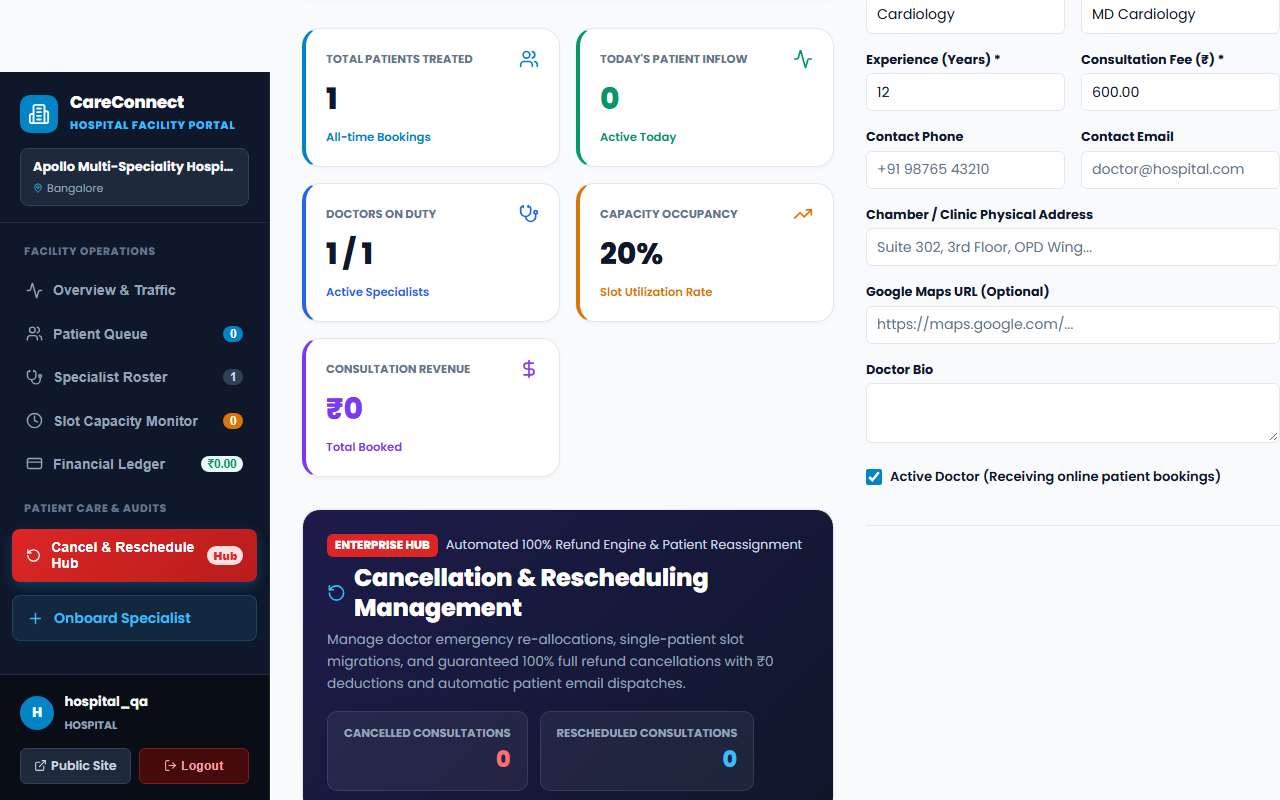 CareConnect
HOSPITAL FACILITY PORTAL
Apollo Multi-Speciality Hospi...
Bangalore
FACILITY OPERATIONS
Overview & Traffic
Patient Queue
0
Specialist Roster
1
Slot Capacity Monitor
0
Financial Ledger
₹0.00
PATIENT CARE & AUDITS
Cancel & Reschedule
Hub
Hub
Onboard Specialist
H
hospital_qa
HOSPITAL
Public Site
Logout
TOTAL PATIENTS TREATED
1
All-time Bookings
TODAY'S PATIENT INFLOW
0
Active Today
DOCTORS ON DUTY
1 / 1
Active Specialists
CAPACITY OCCUPANCY
20%
Slot Utilization Rate
CONSULTATION REVENUE
₹0
Total Booked
ENTERPRISE HUB Automated 100% Refund Engine & Patient Reassignment
Cancellation & Rescheduling
Management
Manage doctor emergency re-allocations, single-patient slot
migrations, and guaranteed 100% full refund cancellations with ₹0
deductions and automatic patient email dispatches.
CANCELLED CONSULTATIONS
0
RESCHEDULED CONSULTATIONS
0
Cardiology
MD Cardiology
Experience (Years) *
12
Consultation Fee (₹) *
600.00
Contact Phone
+91 98765 43210
Contact Email
doctor@hospital.com
Chamber / Clinic Physical Address
Suite 302, 3rd Floor, OPD Wing...
Google Maps URL (Optional)
https://maps.google.com/...
Doctor Bio
Active Doctor (Receiving online patient bookings)